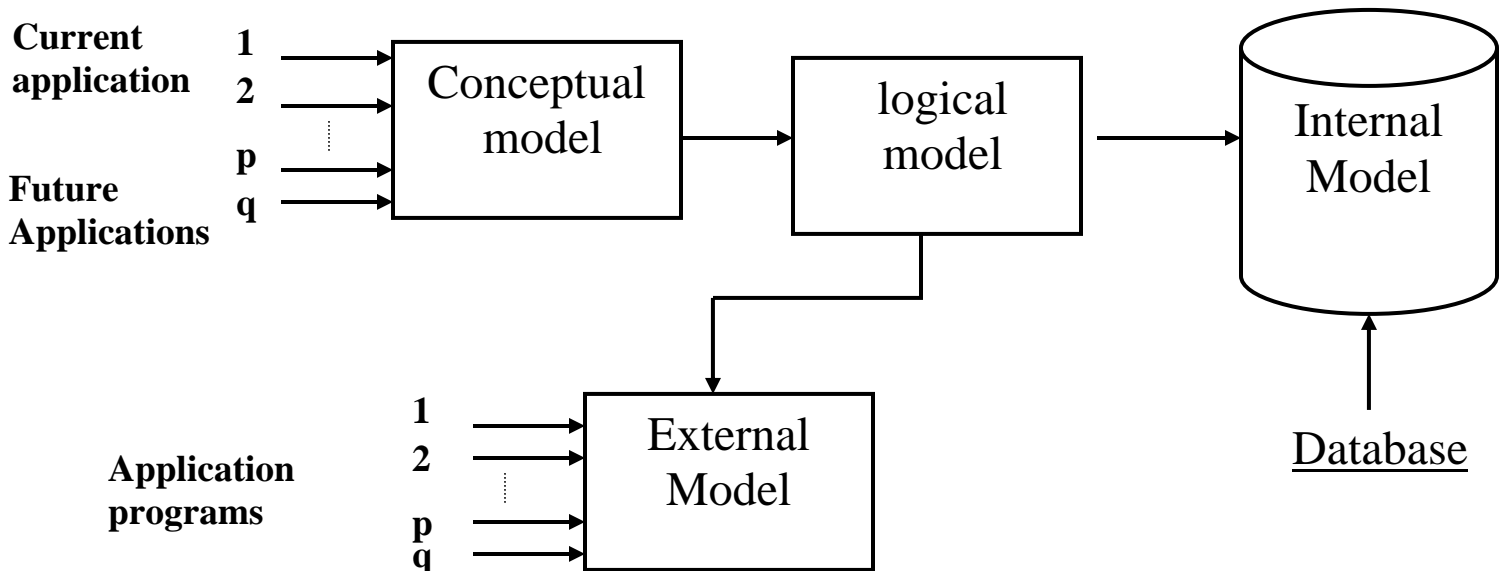 Current
application
1
2
p
q
Future
Applications
Conceptual
model
logical
model
Internal
Model
Database
Application
programs
1
2
p
q
External
Model